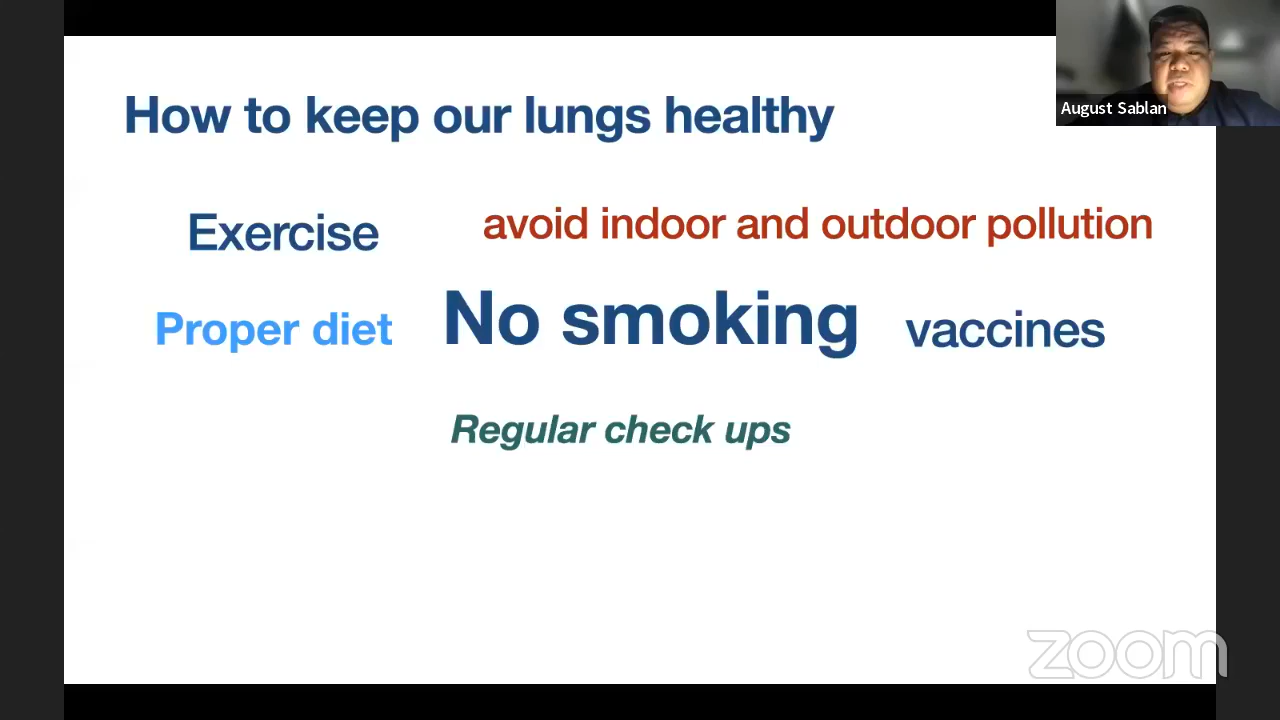 How to keep our lungs healthy
August Sablan
Exercise
avoid indoor and outdoor pollution
Proper diet
No smoking
vaccines
Regular check ups
zoom